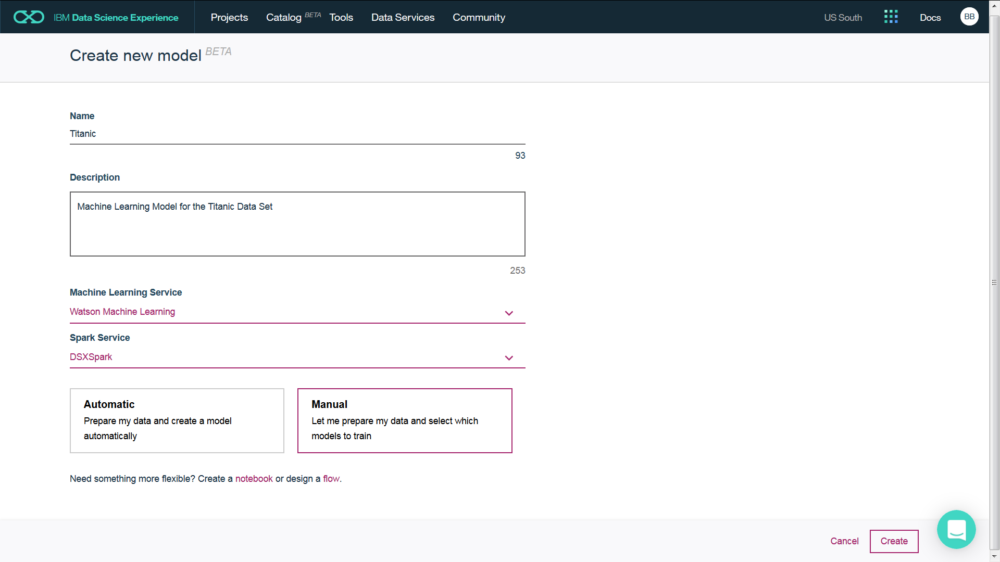 IBM Data Science Experience Projects Catalog BETA Tools Data Services Community US South Docs BB
Create new model BETA
Name
Titanic
93
Description
Machine Learning Model for the Titanic Data Set
253
Machine Learning Service
Watson Machine Learning
Spark Service
DSXSpark
Automatic
Prepare my data and create a model
automatically
Manual
Let me prepare my data and select which
models to train
Need something more flexible? Create a notebook or design a flow.
Cancel Create